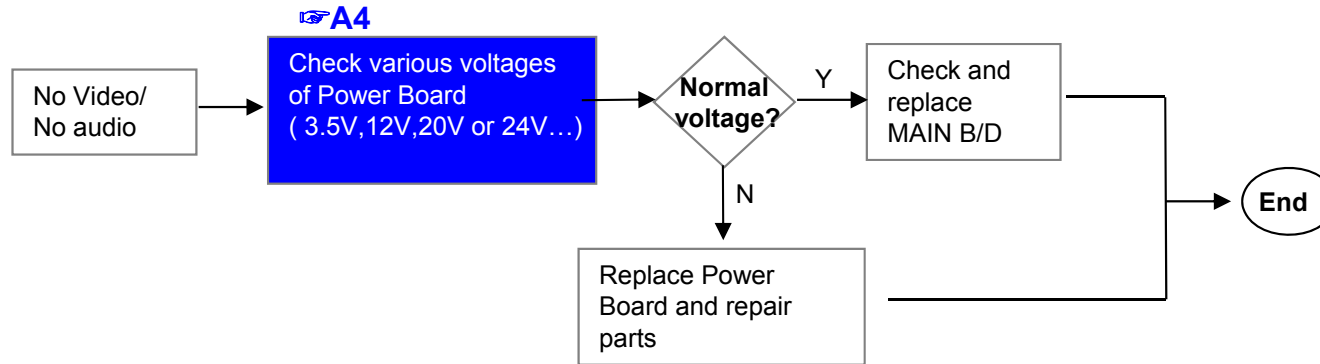 ☞A4
No Video/
No audio
Check various voltages
of Power Board
( 3.5V,12V,20V or 24V…)
Normal
voltage?
Y
Check and
replace
MAIN B/D
N
End
Replace Power
Board and repair
parts